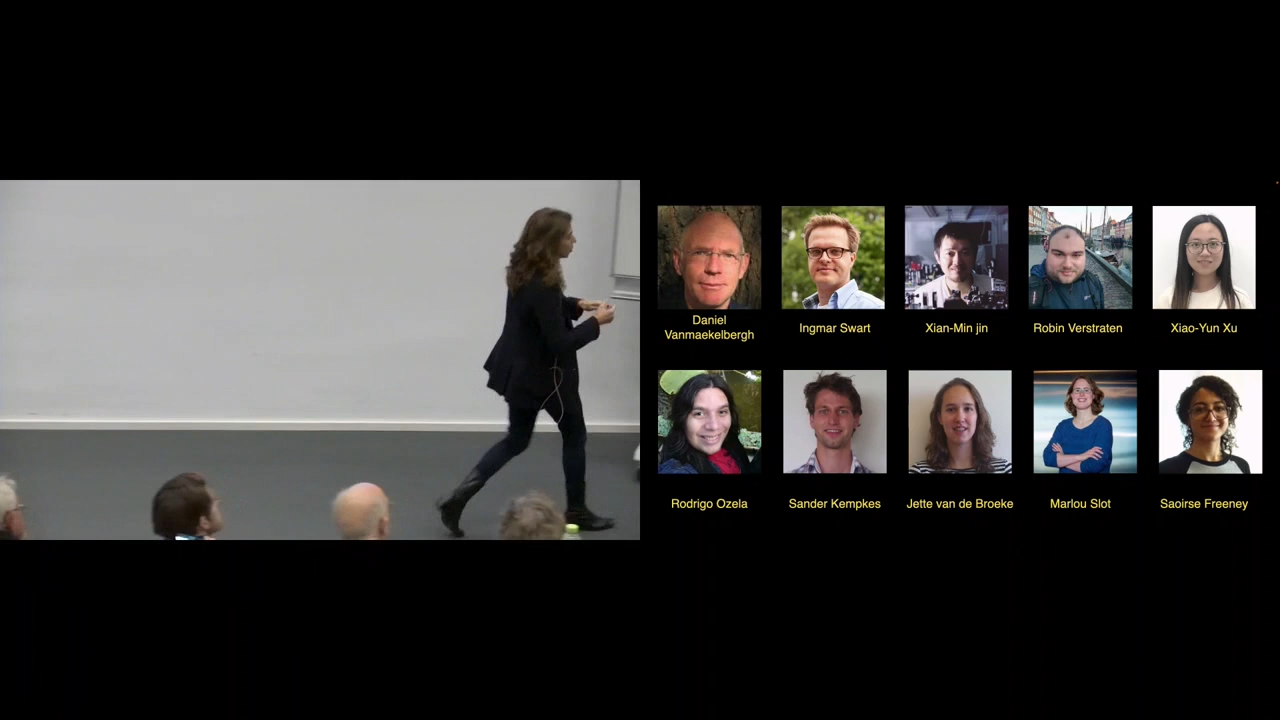 Daniel
Vanmaekelbergh
Ingmar Swart
Xian-Min jin
Robin Verstraten
Xiao-Yun Xu
Rodrigo Ozela
Sander Kempkes
Jette van de Broeke
Marlou Slot
Saoirse Freeney